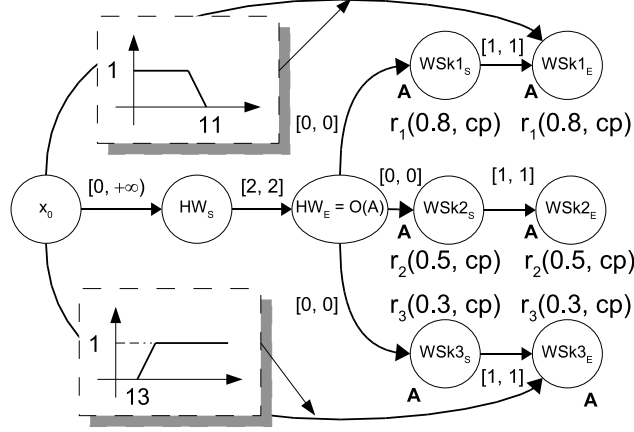 1
11
[0, 0]
WSk1S
[1, 1]
WSk1E
A
A
r1(0.8, cp)
r1(0.8, cp)
x0
[0, +∞)
HWS
[2, 2]
HWE = O(A)
[0, 0]
WSk2S
[1, 1]
WSk2E
A
A
r2(0.5, cp)
r2(0.5, cp)
r3(0.3, cp)
r3(0.3, cp)
[0, 0]
WSk3S
[1, 1]
WSk3E
A
A
1
13